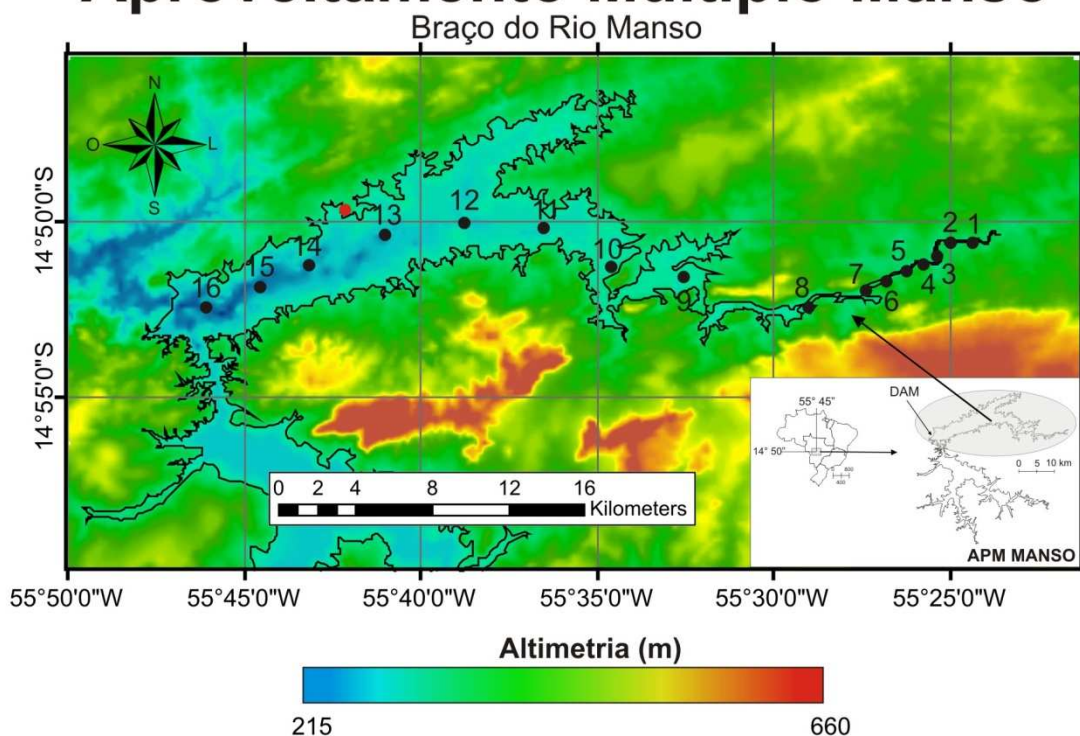 Aproveitamento Múltiplo Manso
Braço do Rio Manso
55°50'0"W 55°45'0"W 55°40'0"W 55°35'0"W 55°30'0"W 55°25'0"W
14°50'0"S
14°55'0"S
N
O L
S
12
13
11
14
15
16
10
9
8
7
5
6
4
3
2 1
0 2 4 8 12 16
Kilometers
DAM
55° 45"
14° 50"
0 5 10 km
APM MANSO
Altimetria (m)
215 660